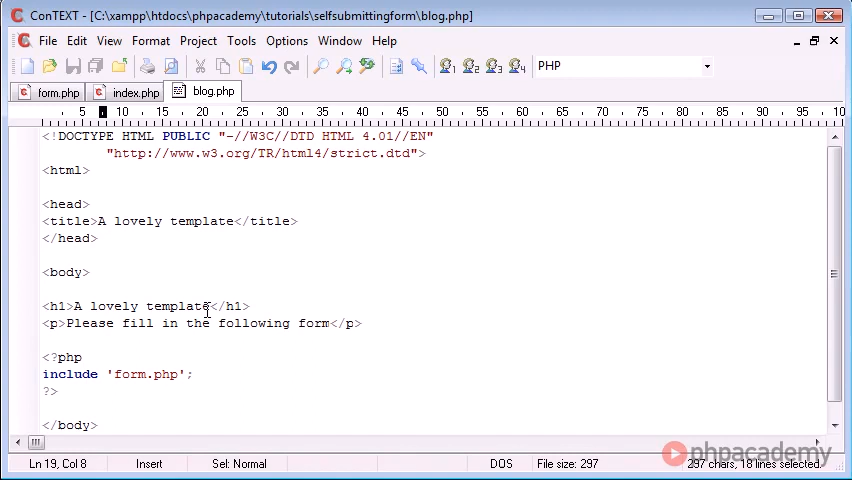 ConTEXT - [C:\xampp\htdocs\phpacademy\tutorials\selfsubmittingform\blog.php]
File Edit View Format Project Tools Options Window Help
1 2 3 4 PHP
form.php index.php blog.php
5 10 15 20 25 30 35 40 45 50 55 60 65 70 75 80 85 90 95 10
<!DOCTYPE HTML PUBLIC "-//W3C//DTD HTML 4.01//EN"
"http://www.w3.org/TR/html4/strict.dtd">
<html>
<head>
<title>A lovely template</title>
</head>
<body>
<h1>A lovely template</h1>
<p>Please fill in the following form</p>
<?php
include 'form.php';
?>
</body>
phpacademy
Ln 19, Col 8 Insert Sel: Normal DOS File size: 297 297 chars, 18 lines selected.